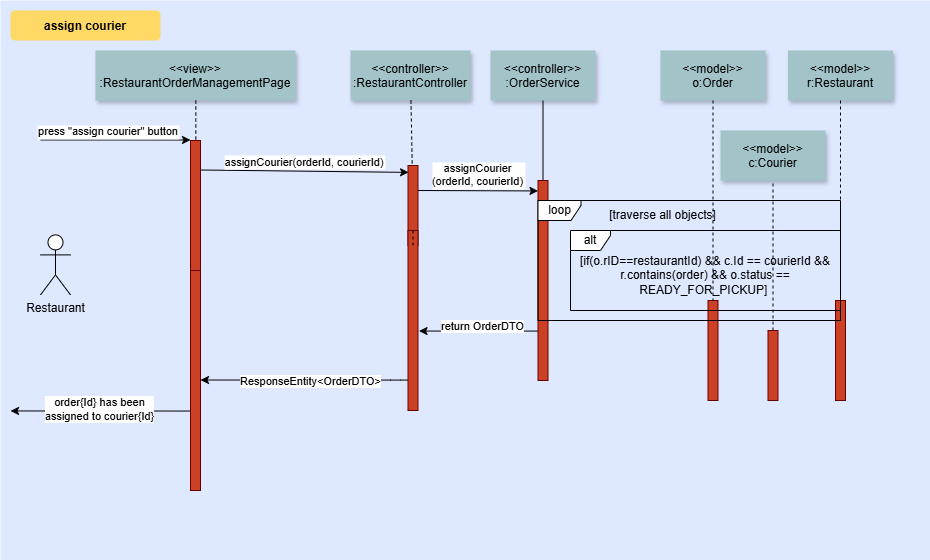 assign courier
<<view>>
:RestaurantOrderManagementPage
<<controller>>
:RestaurantController
<<controller>>
:OrderService
<<model>>
o:Order
<<model>>
r:Restaurant
press "assign courier" button
<<model>>
c:Courier
assignCourier(orderId, courierId)
assignCourier
(orderId, courierId)
loop
[traverse all objects]
alt
[if(o.rID==restaurantId) && c.Id == courierId &&
r.contains(order) && o.status ==
READY_FOR_PICKUP]
Restaurant
return OrderDTO
ResponseEntity<OrderDTO>
order{Id} has been
assigned to courier{Id}